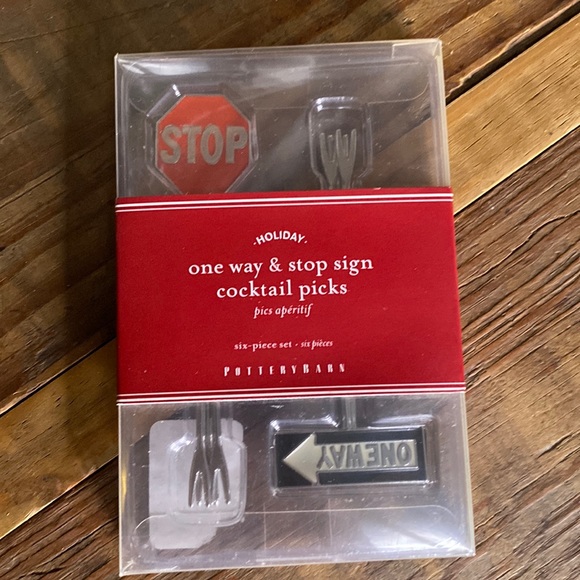 STOP
·HOLIDAY·
one way & stop sign
cocktail picks
pics apéritif
six-piece set · six pièces
POTTERYBARN
ONEWAY